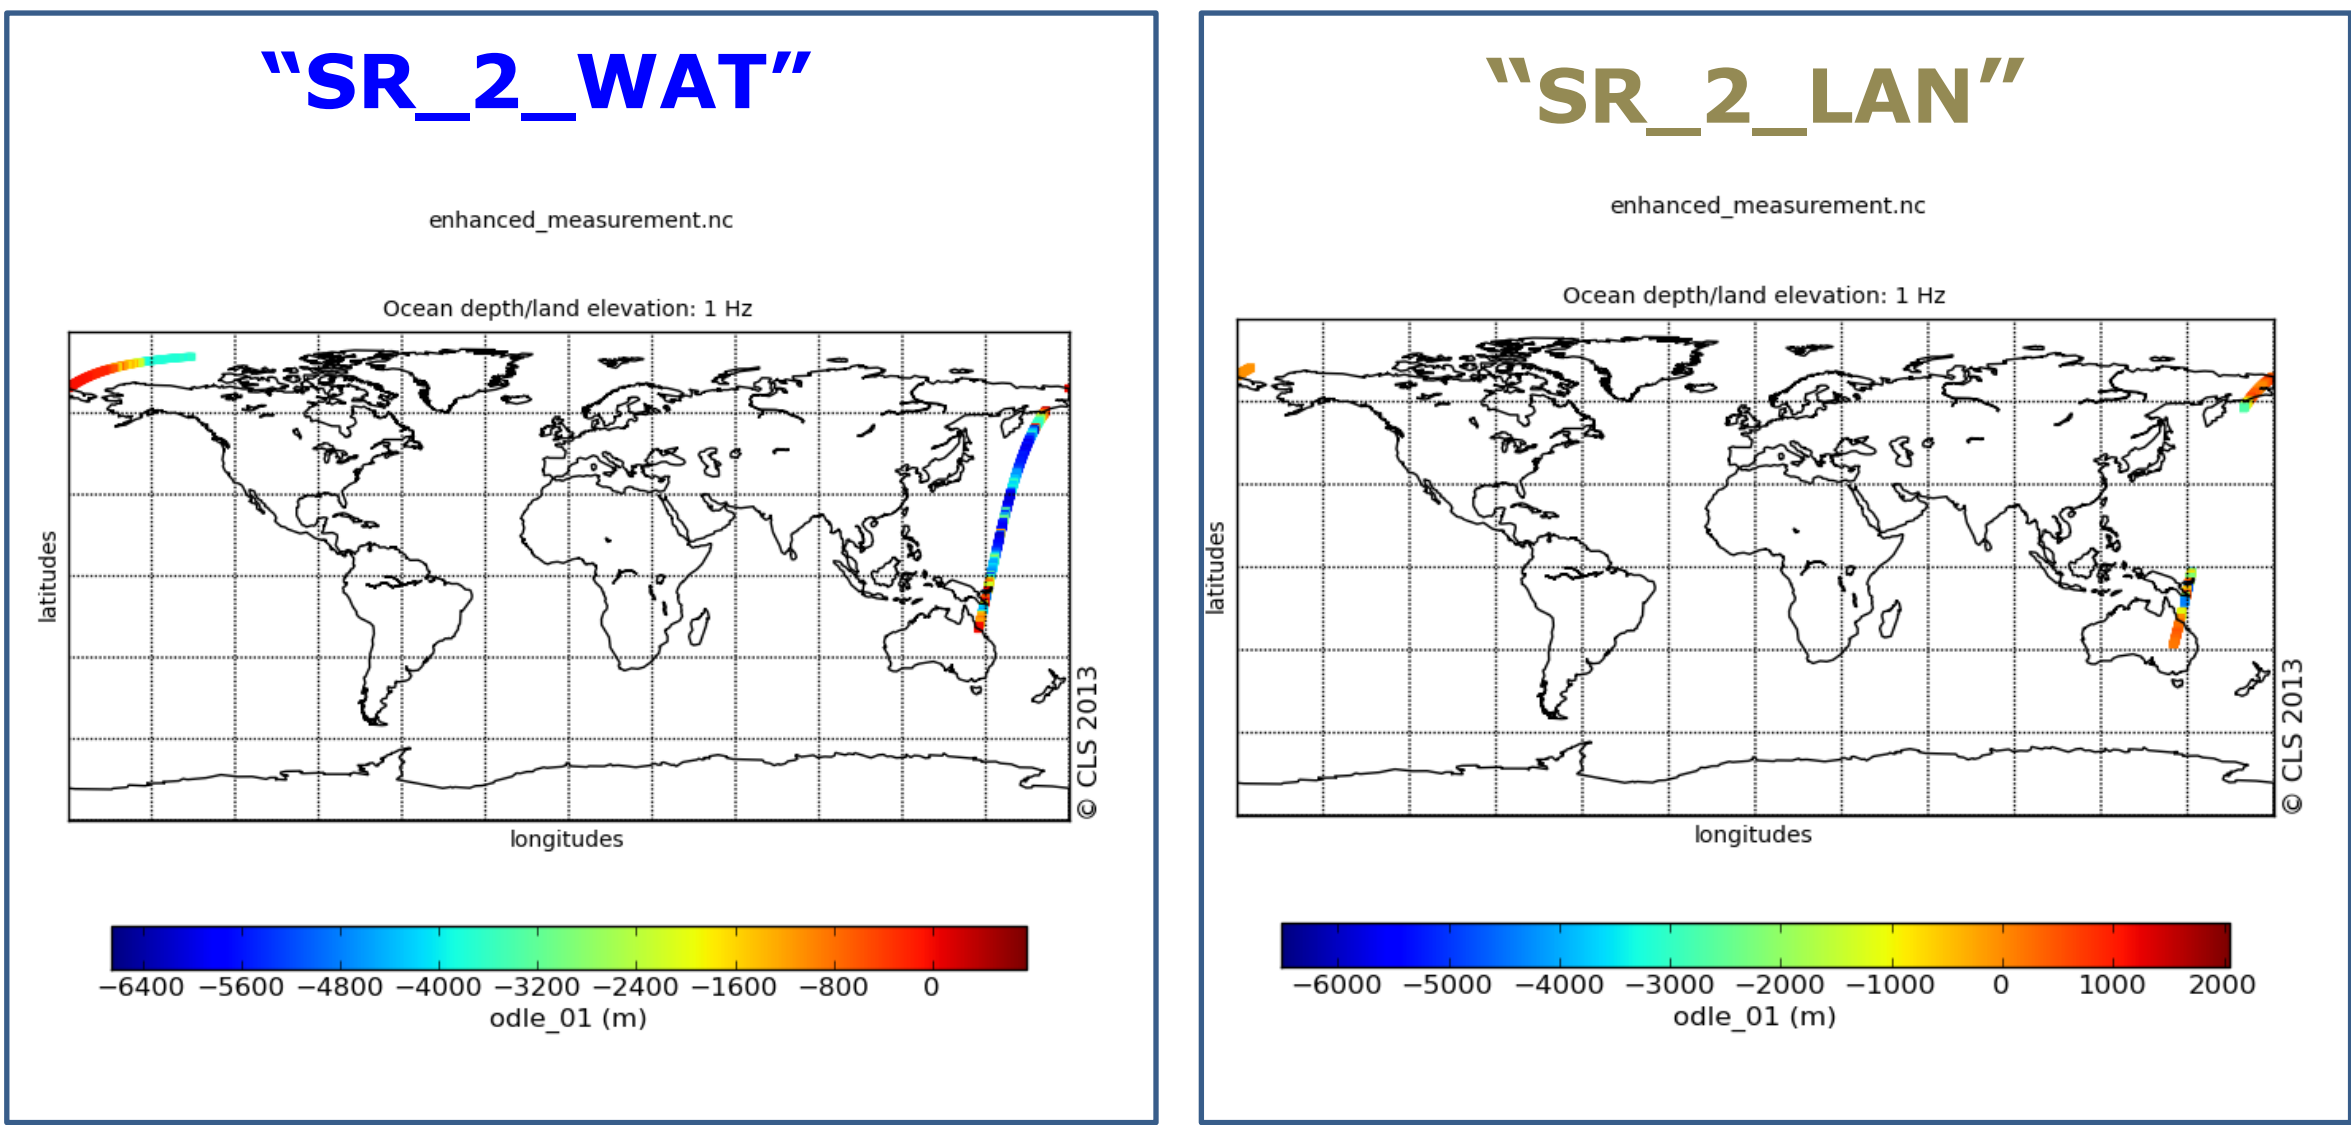 “SR_2_WAT”
enhanced_measurement.nc
Ocean depth/land elevation: 1 Hz
latitudes
© CLS 2013
longitudes
−6400 −5600 −4800 −4000 −3200 −2400 −1600 −800 0
odle_01 (m)
“SR_2_LAN”
enhanced_measurement.nc
Ocean depth/land elevation: 1 Hz
latitudes
© CLS 2013
longitudes
−6000 −5000 −4000 −3000 −2000 −1000 0 1000 2000
odle_01 (m)